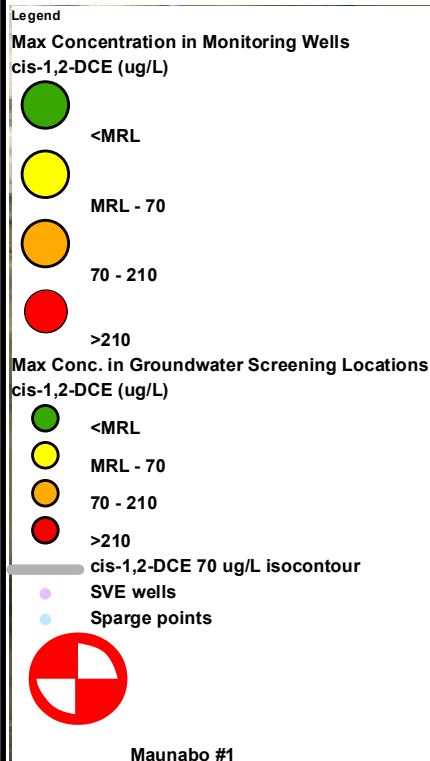 Legend
Max Concentration in Monitoring Wells
cis-1,2-DCE (ug/L)
<MRL
MRL - 70
70 - 210
>210
Max Conc. in Groundwater Screening Locations
cis-1,2-DCE (ug/L)
<MRL
MRL - 70
70 - 210
>210
cis-1,2-DCE 70 ug/L isocontour
SVE wells
Sparge points
Maunabo #1